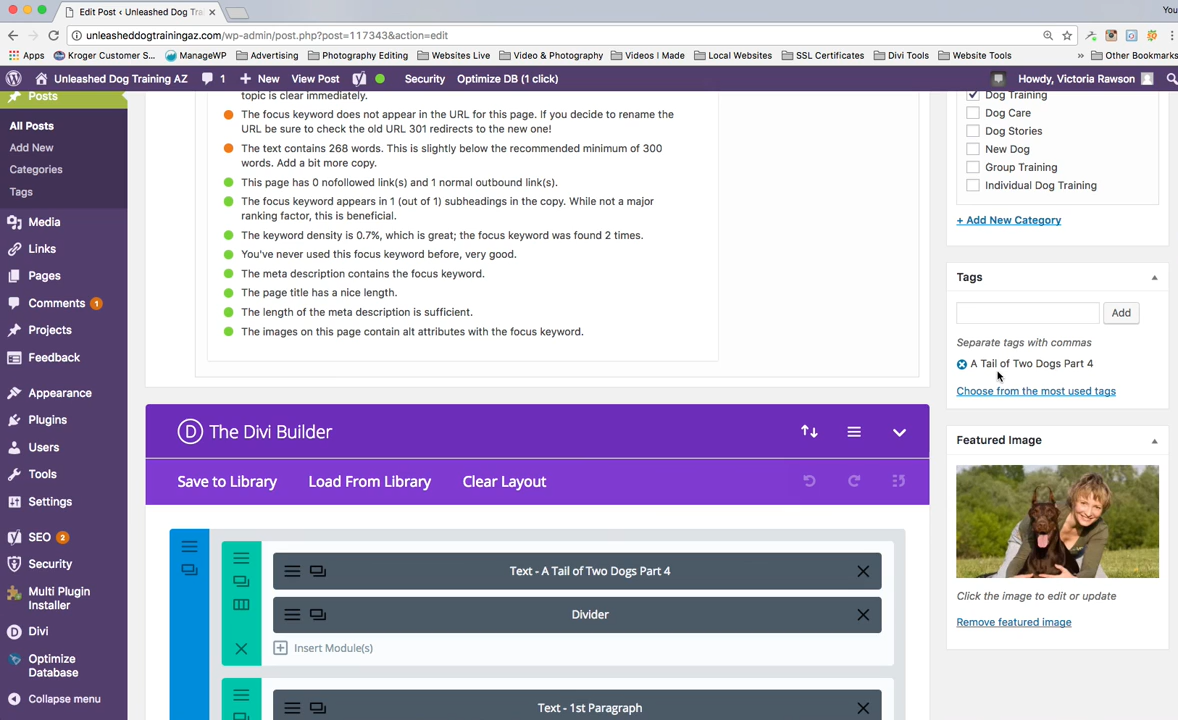 Edit Post ‹ Unleashed Dog Tra
You
unleasheddogtrainingaz.com/wp-admin/post.php?post=117343&action=edit
Apps
Kroger Customer S...
ManageWP
Advertising
Photography Editing
Websites Live
Video & Photography
Videos I Made
Local Websites
SSL Certificates
Divi Tools
Website Tools
»
Other Bookmarks
Unleashed Dog Training AZ
1
New
View Post
Security
Optimize DB (1 click)
Howdy, Victoria Rawson
Posts
All Posts
Add New
Categories
Tags
Media
Links
Pages
Comments 1
Projects
Feedback
Appearance
Plugins
Users
Tools
Settings
SEO 2
Security
Multi Plugin
Installer
Divi
Optimize
Database
Collapse menu
topic is clear immediately.
The focus keyword does not appear in the URL for this page. If you decide to rename the
URL be sure to check the old URL 301 redirects to the new one!
The text contains 268 words. This is slightly below the recommended minimum of 300
words. Add a bit more copy.
This page has 0 nofollowed link(s) and 1 normal outbound link(s).
The focus keyword appears in 1 (out of 1) subheadings in the copy. While not a major
ranking factor, this is beneficial.
The keyword density is 0.7%, which is great; the focus keyword was found 2 times.
You've never used this focus keyword before, very good.
The meta description contains the focus keyword.
The page title has a nice length.
The length of the meta description is sufficient.
The images on this page contain alt attributes with the focus keyword.
D The Divi Builder
Save to Library
Load From Library
Clear Layout
Text - A Tail of Two Dogs Part 4
Divider
Insert Module(s)
Text - 1st Paragraph
Dog Training
Dog Care
Dog Stories
New Dog
Group Training
Individual Dog Training
+ Add New Category
Tags
Add
Separate tags with commas
A Tail of Two Dogs Part 4
Choose from the most used tags
Featured Image
Click the image to edit or update
Remove featured image